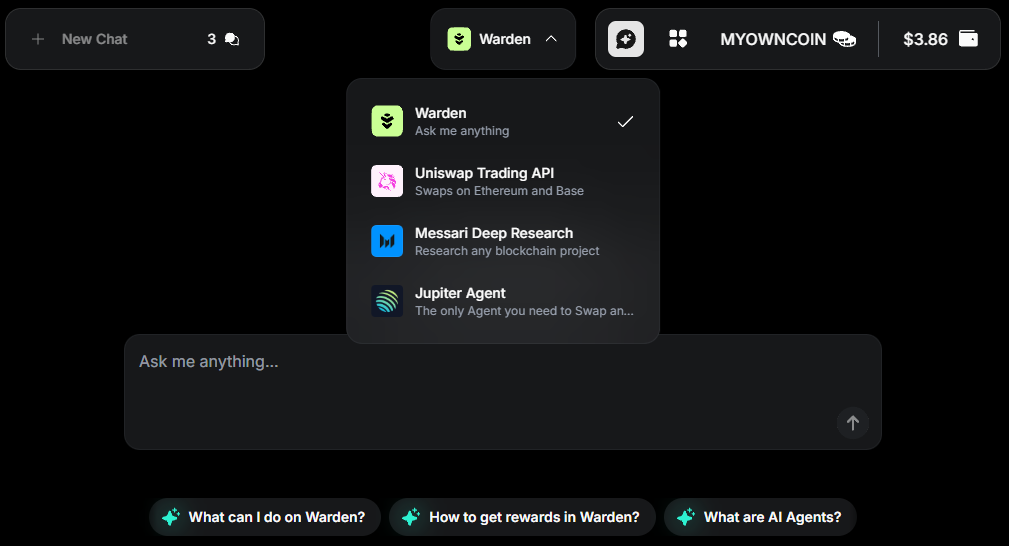 New Chat
3
Warden
MYOWNCOIN
$3.86
Warden
Ask me anything
Uniswap Trading API
Swaps on Ethereum and Base
Messari Deep Research
Research any blockchain project
Jupiter Agent
The only Agent you need to Swap an...
Ask me anything...
What can I do on Warden?
How to get rewards in Warden?
What are AI Agents?